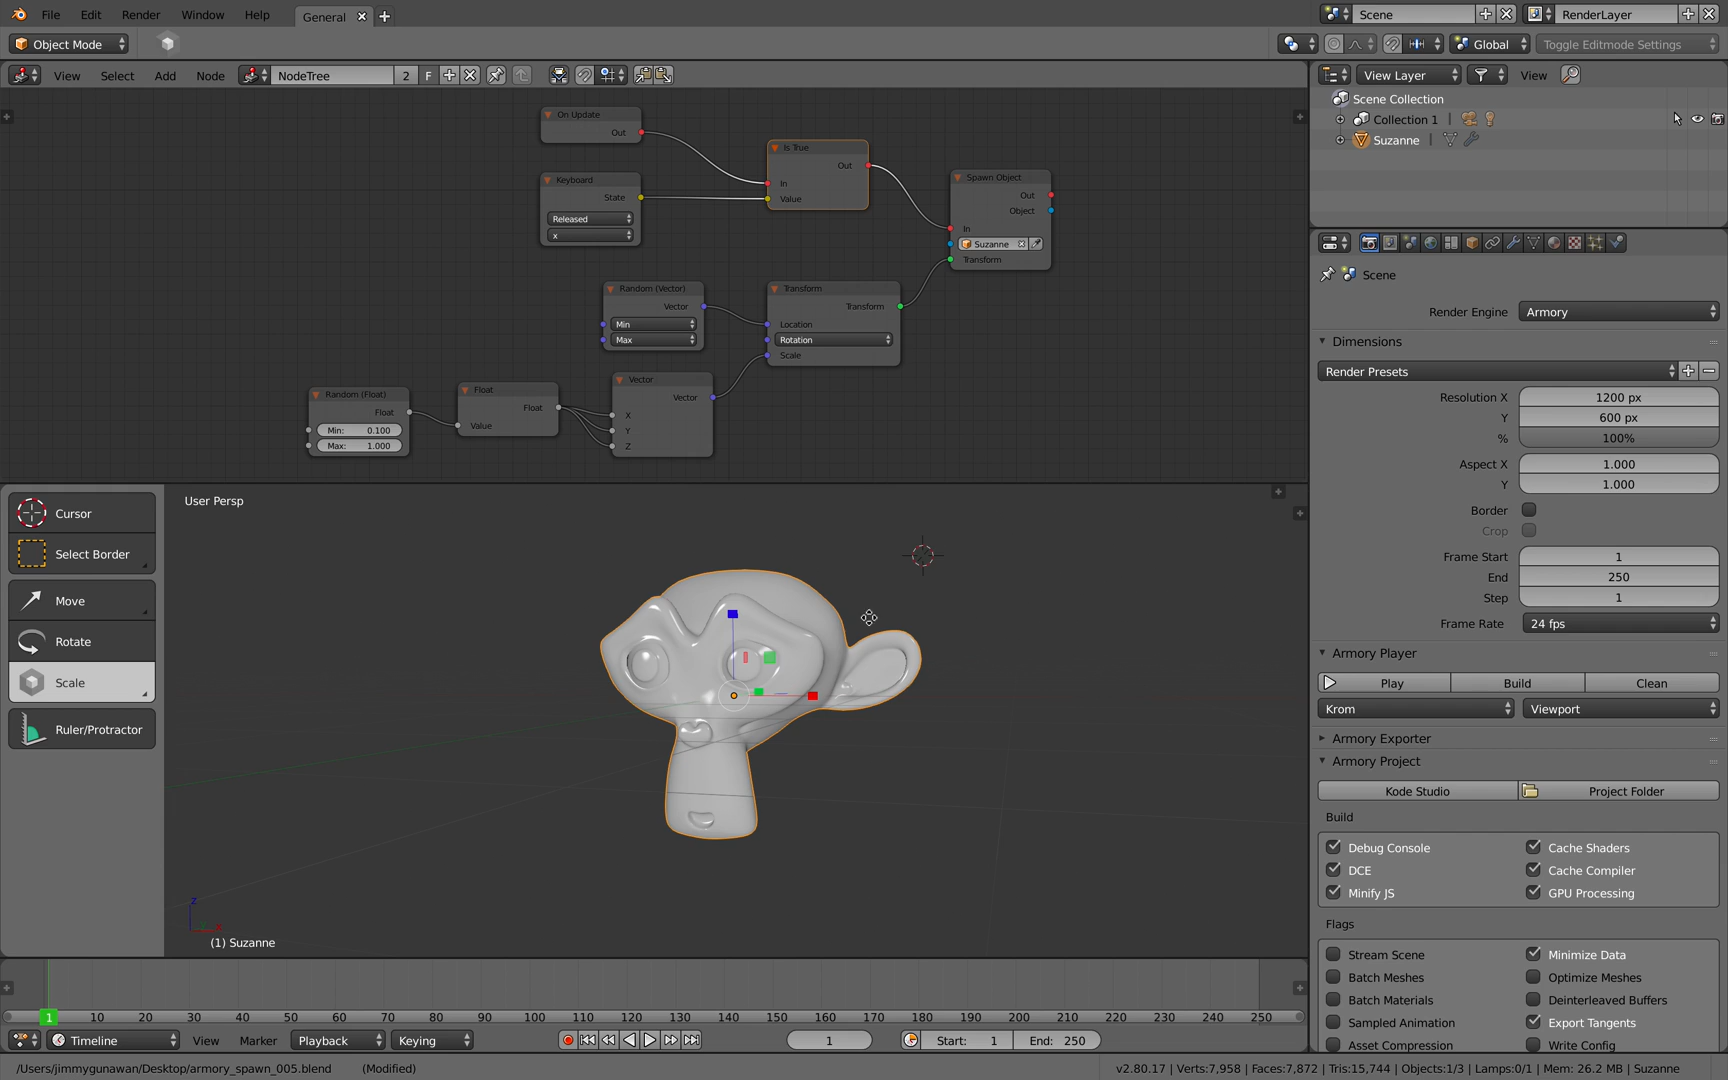 File Edit Render Window Help General
Scene RenderLayer
Object Mode
Global Toggle Editmode Settings
View Select Add Node NodeTree 2 F
View Layer View
On Update
Out
Keyboard
State
Released
x
Is True
Out
In
Value
Spawn Object
Out
Object
In
Suzanne
Transform
Random (Vector)
Vector
Min
Max
Transform
Transform
Location
Rotation
Scale
Random (Float)
Float
Min: 0.100
Max: 1.000
Float
Float
Value
Vector
Vector
X
Y
Z
Scene Collection
Collection 1
Suzanne
Scene
Render Engine Armory
Dimensions
Render Presets
Resolution X 1200 px
Y 600 px
% 100%
Aspect X 1.000
Y 1.000
Border
Crop
Frame Start 1
End 250
Step 1
Frame Rate 24 fps
Armory Player
Play Build Clean
Krom Viewport
Armory Exporter
Armory Project
Kode Studio Project Folder
Build
Debug Console Cache Shaders
DCE Cache Compiler
Minify JS GPU Processing
Flags
Stream Scene Minimize Data
Batch Meshes Optimize Meshes
Batch Materials Deinterleaved Buffers
Sampled Animation Export Tangents
Asset Compression Write Config
Cursor
Select Border
Move
Rotate
Scale
Ruler/Protractor
User Persp
Z
(1) Suzanne
1 10 20 30 40 50 60 70 80 90 100 110 120 130 140 150 160 170 180 190 200 210 220 230 240 250
Timeline View Marker Playback Keying 1 Start: 1 End: 250
/Users/jimmygunawan/Desktop/armory_spawn_005.blend (Modified)
v2.80.17 | Verts:7,958 | Faces:7,872 | Tris:15,744 | Objects:1/3 | Lamps:0/1 | Mem: 26.2 MB | Suzanne